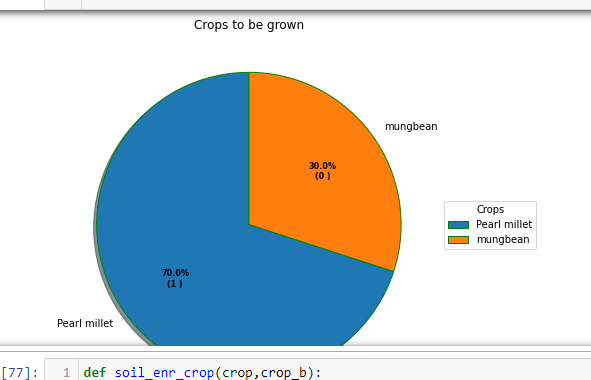 Crops to be grown
mungbean
30.0%
(0 )
Crops
Pearl millet
mungbean
70.0%
(1 )
Pearl millet
[77]:
1 def soil_enr_crop(crop,crop_b):